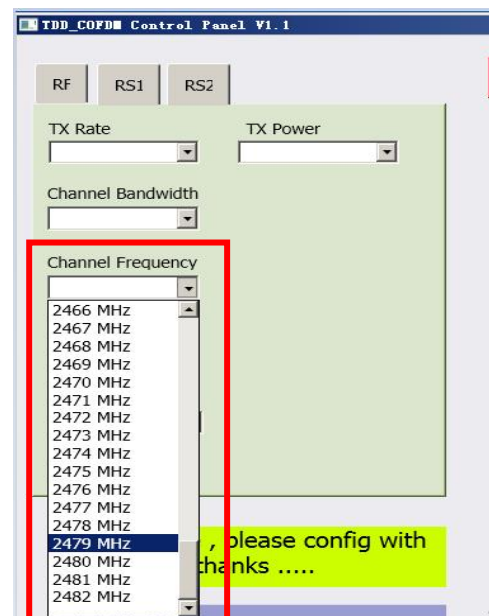 TDD_COFDM Control Panel V1.1
RF RS1 RS2
TX Rate TX Power
Channel Bandwidth
Channel Frequency
2466 MHz
2467 MHz
2468 MHz
2469 MHz
2470 MHz
2471 MHz
2472 MHz
2473 MHz
2474 MHz
2475 MHz
2476 MHz
2477 MHz
2478 MHz
2479 MHz
2480 MHz
2481 MHz
2482 MHz
, please config with
thanks .....